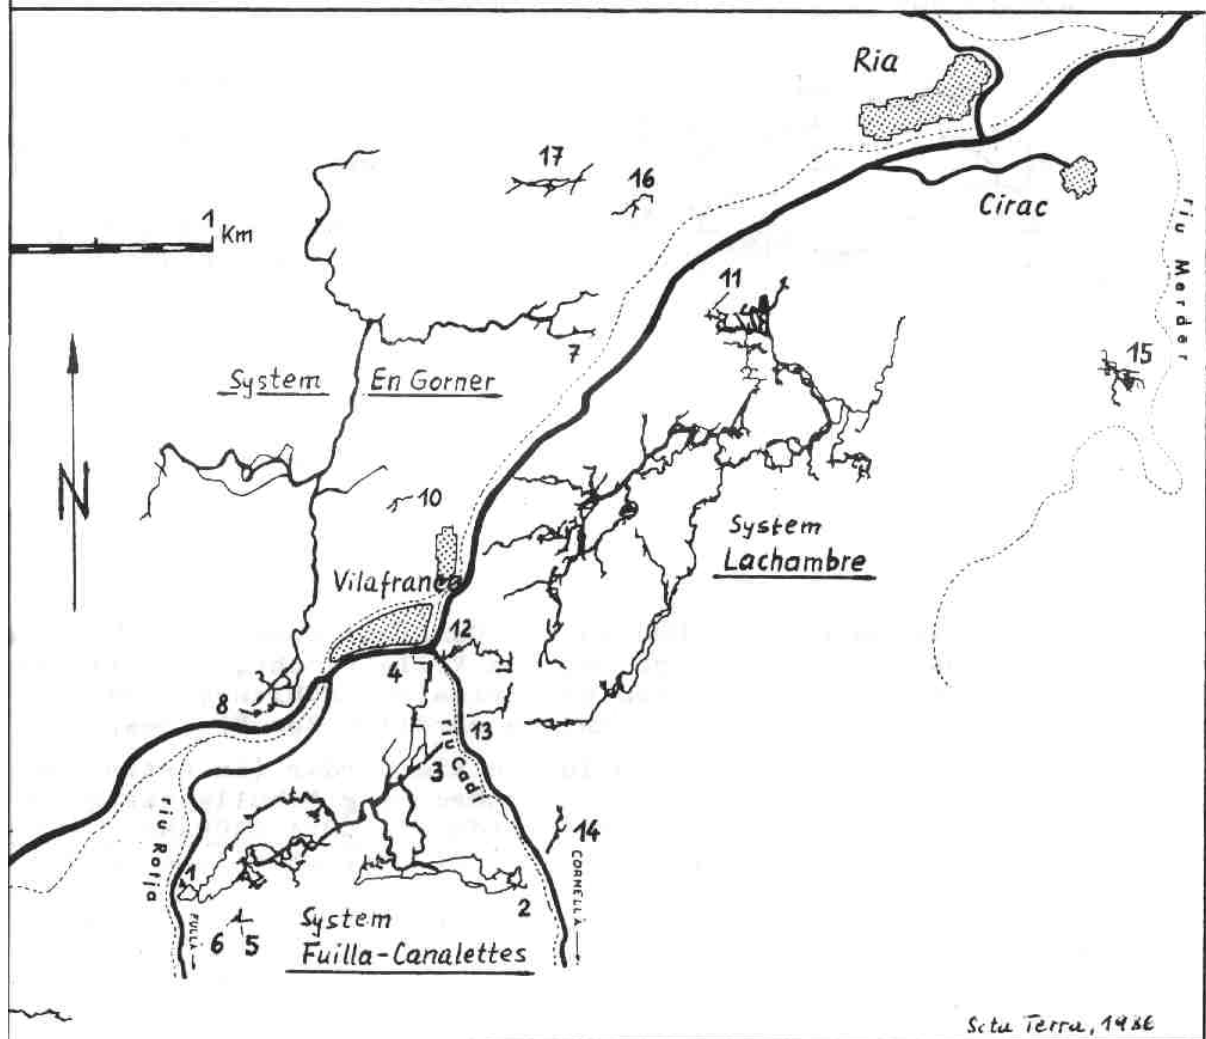 Ria
17
16
Cirac
1
Km
riu Merder
11
15
7
System En Gorner
N
10
System
Lachambre
Vilafranca
12
4
8
13
riu Cadí
3
14
CORNELLÀ
riu Rotja
1
2
FULLÀ
6 5
System
Fuilla-Canalettes
Terra, 1986